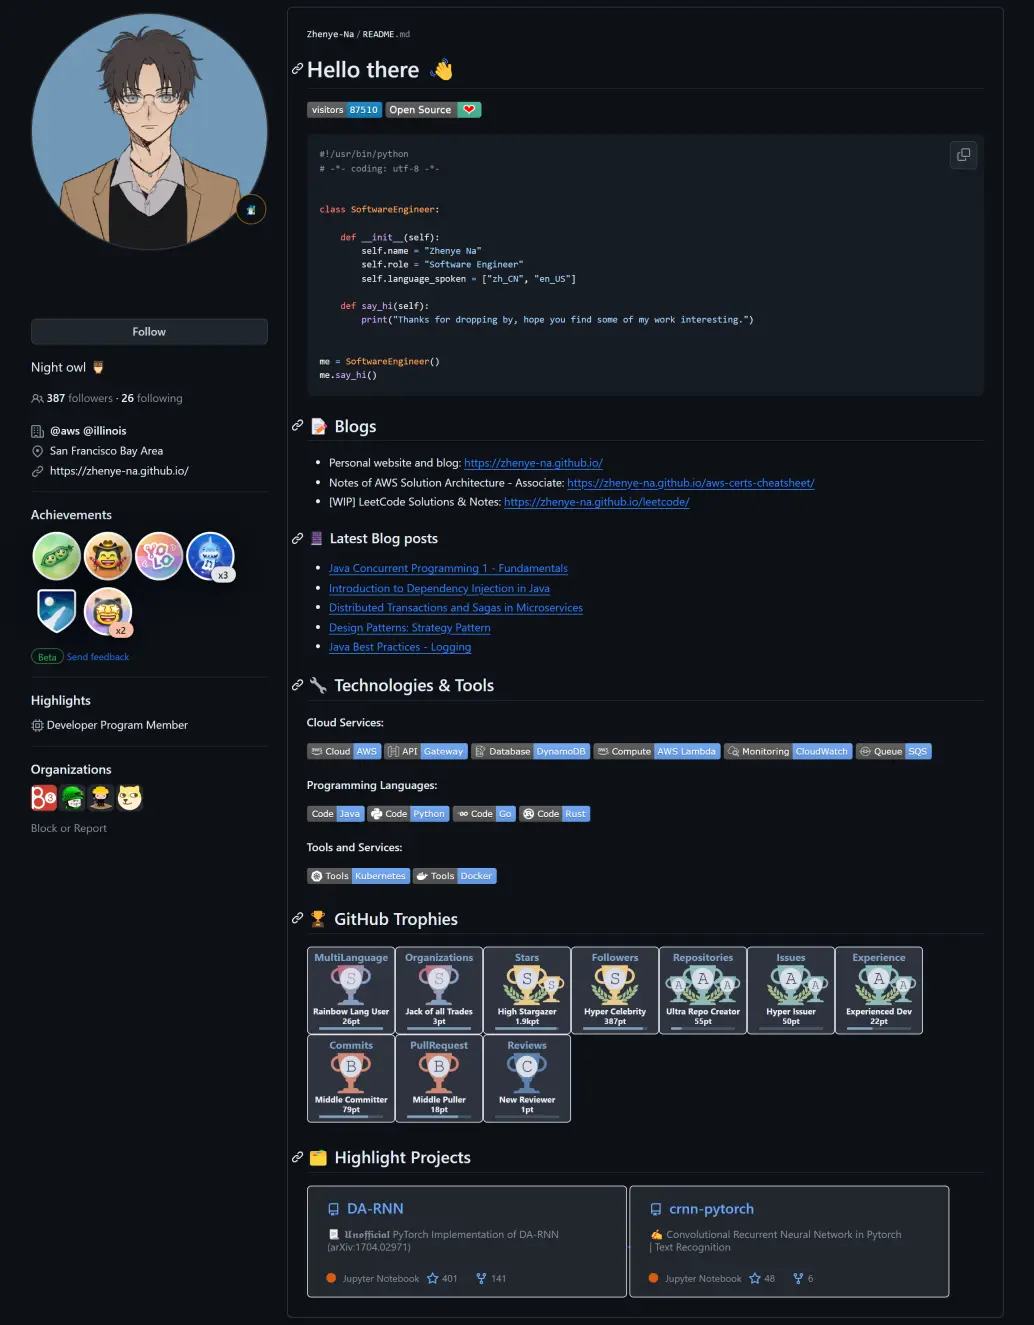 Follow
Night owl
387 followers · 26 following
@aws @illinois
San Francisco Bay Area
https://zhenye-na.github.io/
Achievements
YOLO
x3
x2
Beta Send feedback
Highlights
Developer Program Member
Organizations
Block or Report
Zhenye-Na / README.md
Hello there
visitors 87510 Open Source
#!/usr/bin/python
# -*- coding: utf-8 -*-
class SoftwareEngineer:
def __init__(self):
self.name = "Zhenye Na"
self.role = "Software Engineer"
self.language_spoken = ["zh_CN", "en_US"]
def say_hi(self):
print("Thanks for dropping by, hope you find some of my work interesting.")
me = SoftwareEngineer()
me.say_hi()
Blogs
Personal website and blog: https://zhenye-na.github.io/
Notes of AWS Solution Architecture - Associate: https://zhenye-na.github.io/aws-certs-cheatsheet/
[WIP] LeetCode Solutions & Notes: https://zhenye-na.github.io/leetcode/
Latest Blog posts
Java Concurrent Programming 1 - Fundamentals
Introduction to Dependency Injection in Java
Distributed Transactions and Sagas in Microservices
Design Patterns: Strategy Pattern
Java Best Practices - Logging
Technologies & Tools
Cloud Services:
Cloud AWS API Gateway Database DynamoDB Compute AWS Lambda Monitoring CloudWatch Queue SQS
Programming Languages:
Code Java Code Python Code Go Code Rust
Tools and Services:
Tools Kubernetes Tools Docker
GitHub Trophies
MultiLanguage Organizations Stars Followers Repositories Issues Experience
S S S S S A A A A A A A
Rainbow Lang User Jack of all Trades High Stargazer Hyper Celebrity Ultra Repo Creator Hyper Issuer Experienced Dev
26pt 3pt 1.9kpt 387pt 55pt 50pt 22pt
Commits PullRequest Reviews
B B C
Middle Committer Middle Puller New Reviewer
79pt 18pt 1pt
Highlight Projects
DA-RNN
𝖀𝖓𝖔𝖋𝖋𝖎𝖈𝖎𝖆𝖑 PyTorch Implementation of DA-RNN
(arXiv:1704.02971)
Jupyter Notebook 401 141
crnn-pytorch
Convolutional Recurrent Neural Network in Pytorch
| Text Recognition
Jupyter Notebook 48 6